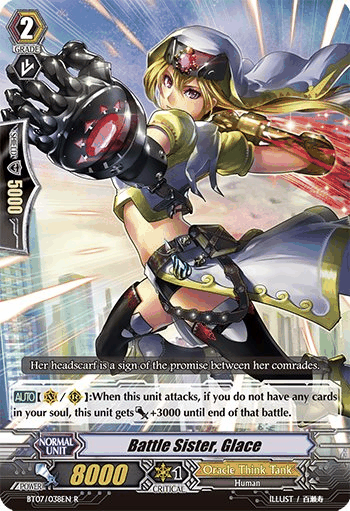 2
GRADE
SHIELD
5000
Her headscarf is a sign of the promise between her comrades.
AUTO【 / 】:When this unit attacks, if you do not have any cards
in your soul, this unit gets +3000 until end of that battle.
NORMAL
UNIT
Battle Sister, Glace
POWER
8000
1
CRITICAL
Oracle Think Tank
Human
BT07/038EN R
ILLUST / 百瀬寿